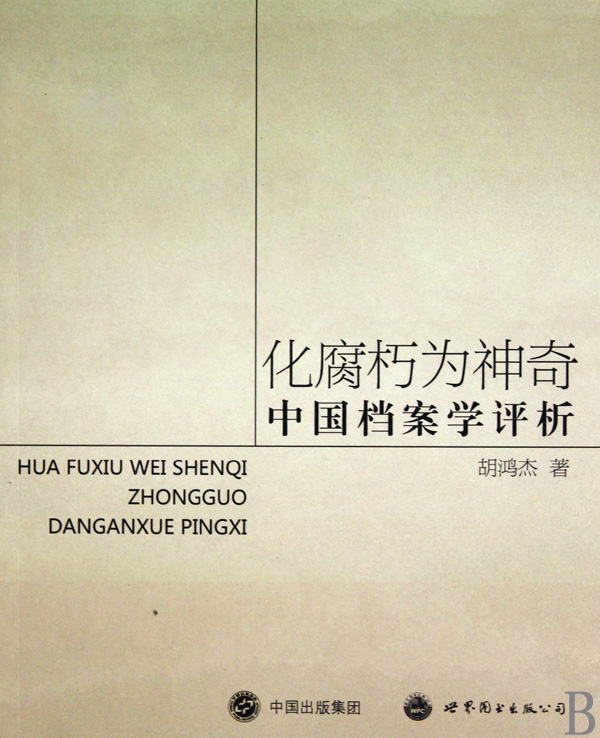 化腐朽为神奇
中国档案学评析
HUA FUXIU WEI SHENQI
ZHONGGUO
DANGANXUE PINGXI
胡鸿杰 著
中国出版集团
WPC
世界图书出版公司
B